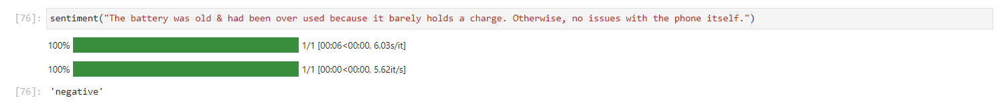 [76]: sentiment("The battery was old & had been over used because it barely holds a charge. Otherwise, no issues with the phone itself.")
100% 1/1 [00:06<00:00, 6.03s/it]
100% 1/1 [00:00<00:00, 5.62it/s]
[76]: 'negative'